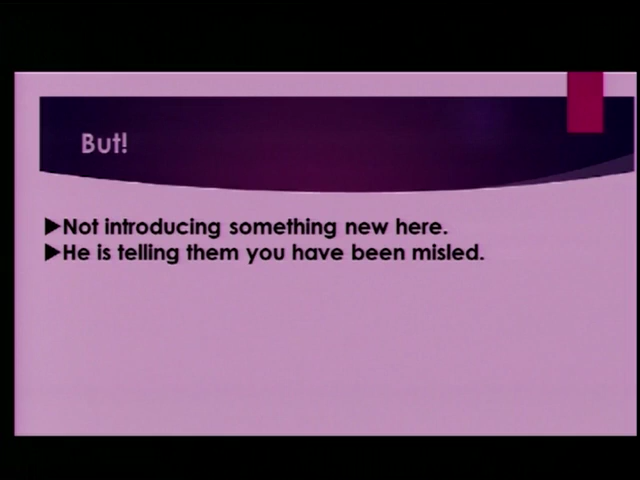 But!
▶Not introducing something new here.
▶He is telling them you have been misled.